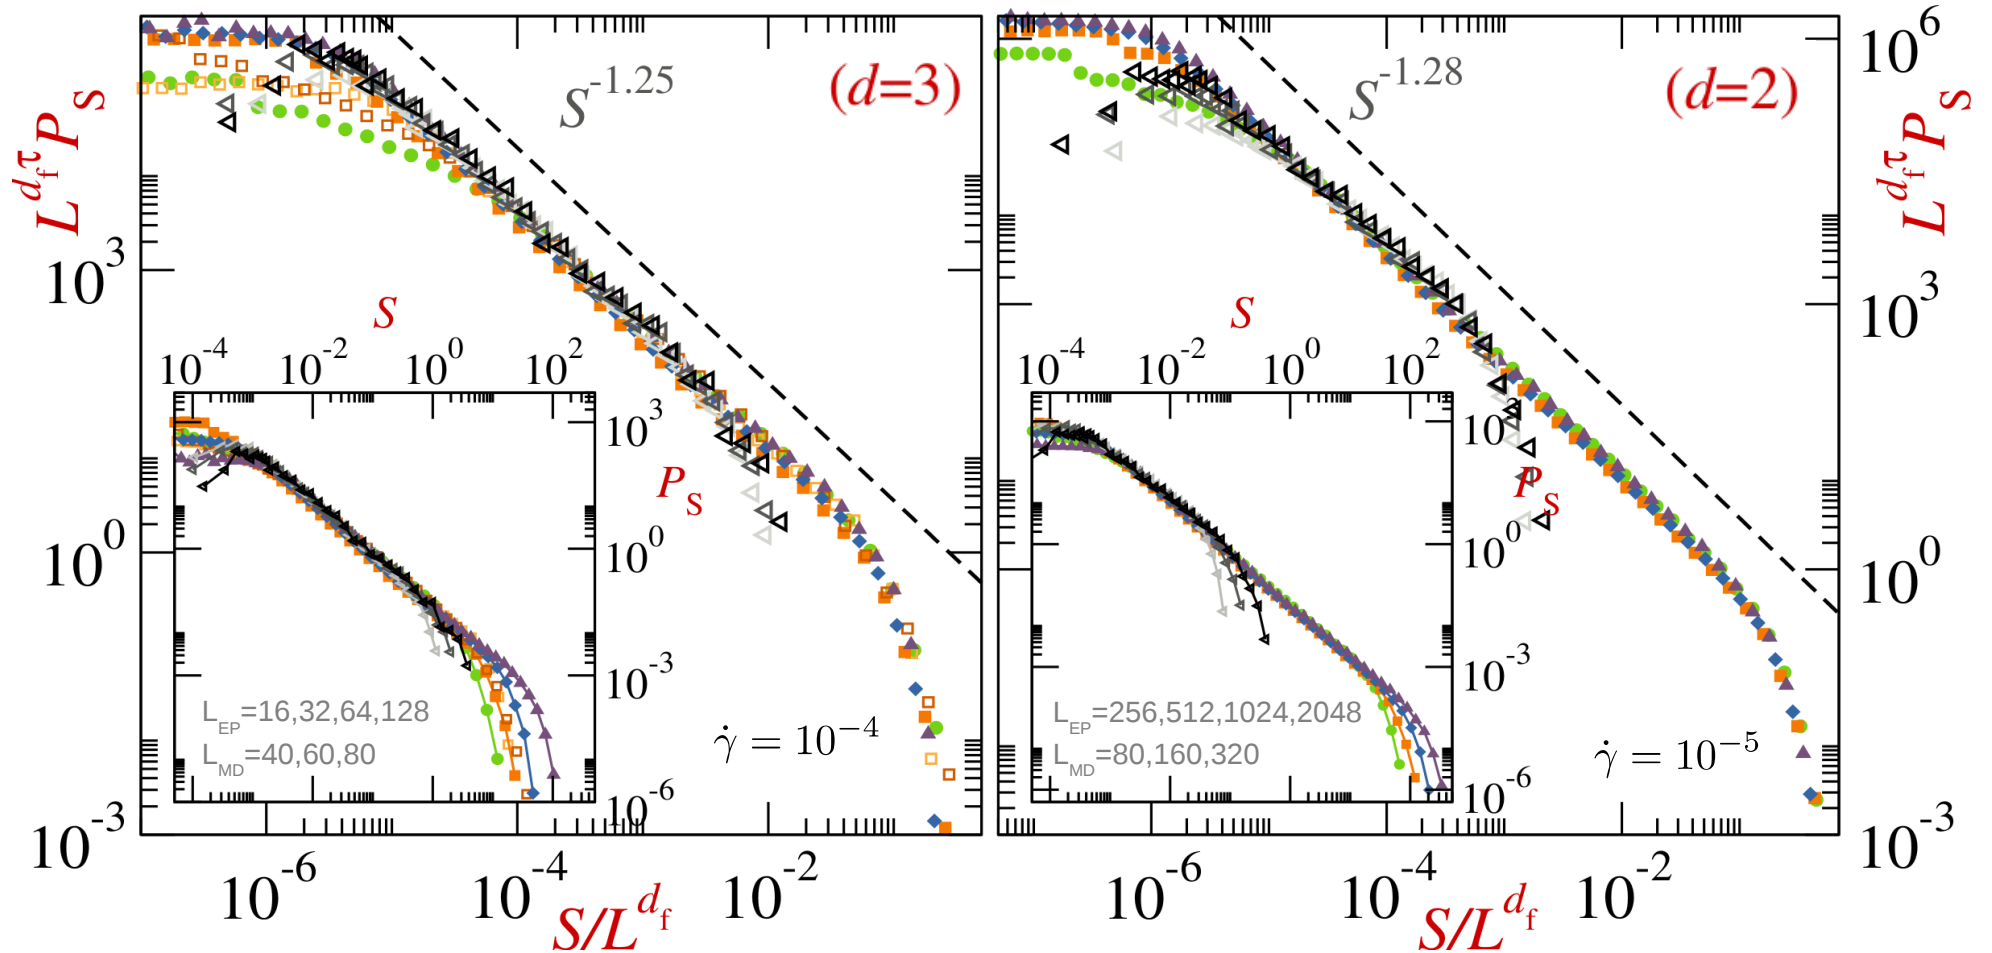 L^{d_fτ} P_S
10^3
10^0
10^-3
S^-1.25
(d=3)
S
10^-4 10^-2 10^0 10^2
10^3
10^0
10^-3
10^-6
P_S
L_EP=16,32,64,128
L_MD=40,60,80
γ̇ = 10^−4
10^-6 10^-4 10^-2
S/L^{d_f}
S^-1.28
(d=2)
S
10^-4 10^-2 10^0 10^2
10^0
10^-3
10^-6
P_S
L_EP=256,512,1024,2048
L_MD=80,160,320
γ̇ = 10^−5
10^-6 10^-4 10^-2
S/L^{d_f}
10^6
10^3
10^0
10^-3
L^{d_fτ} P_S